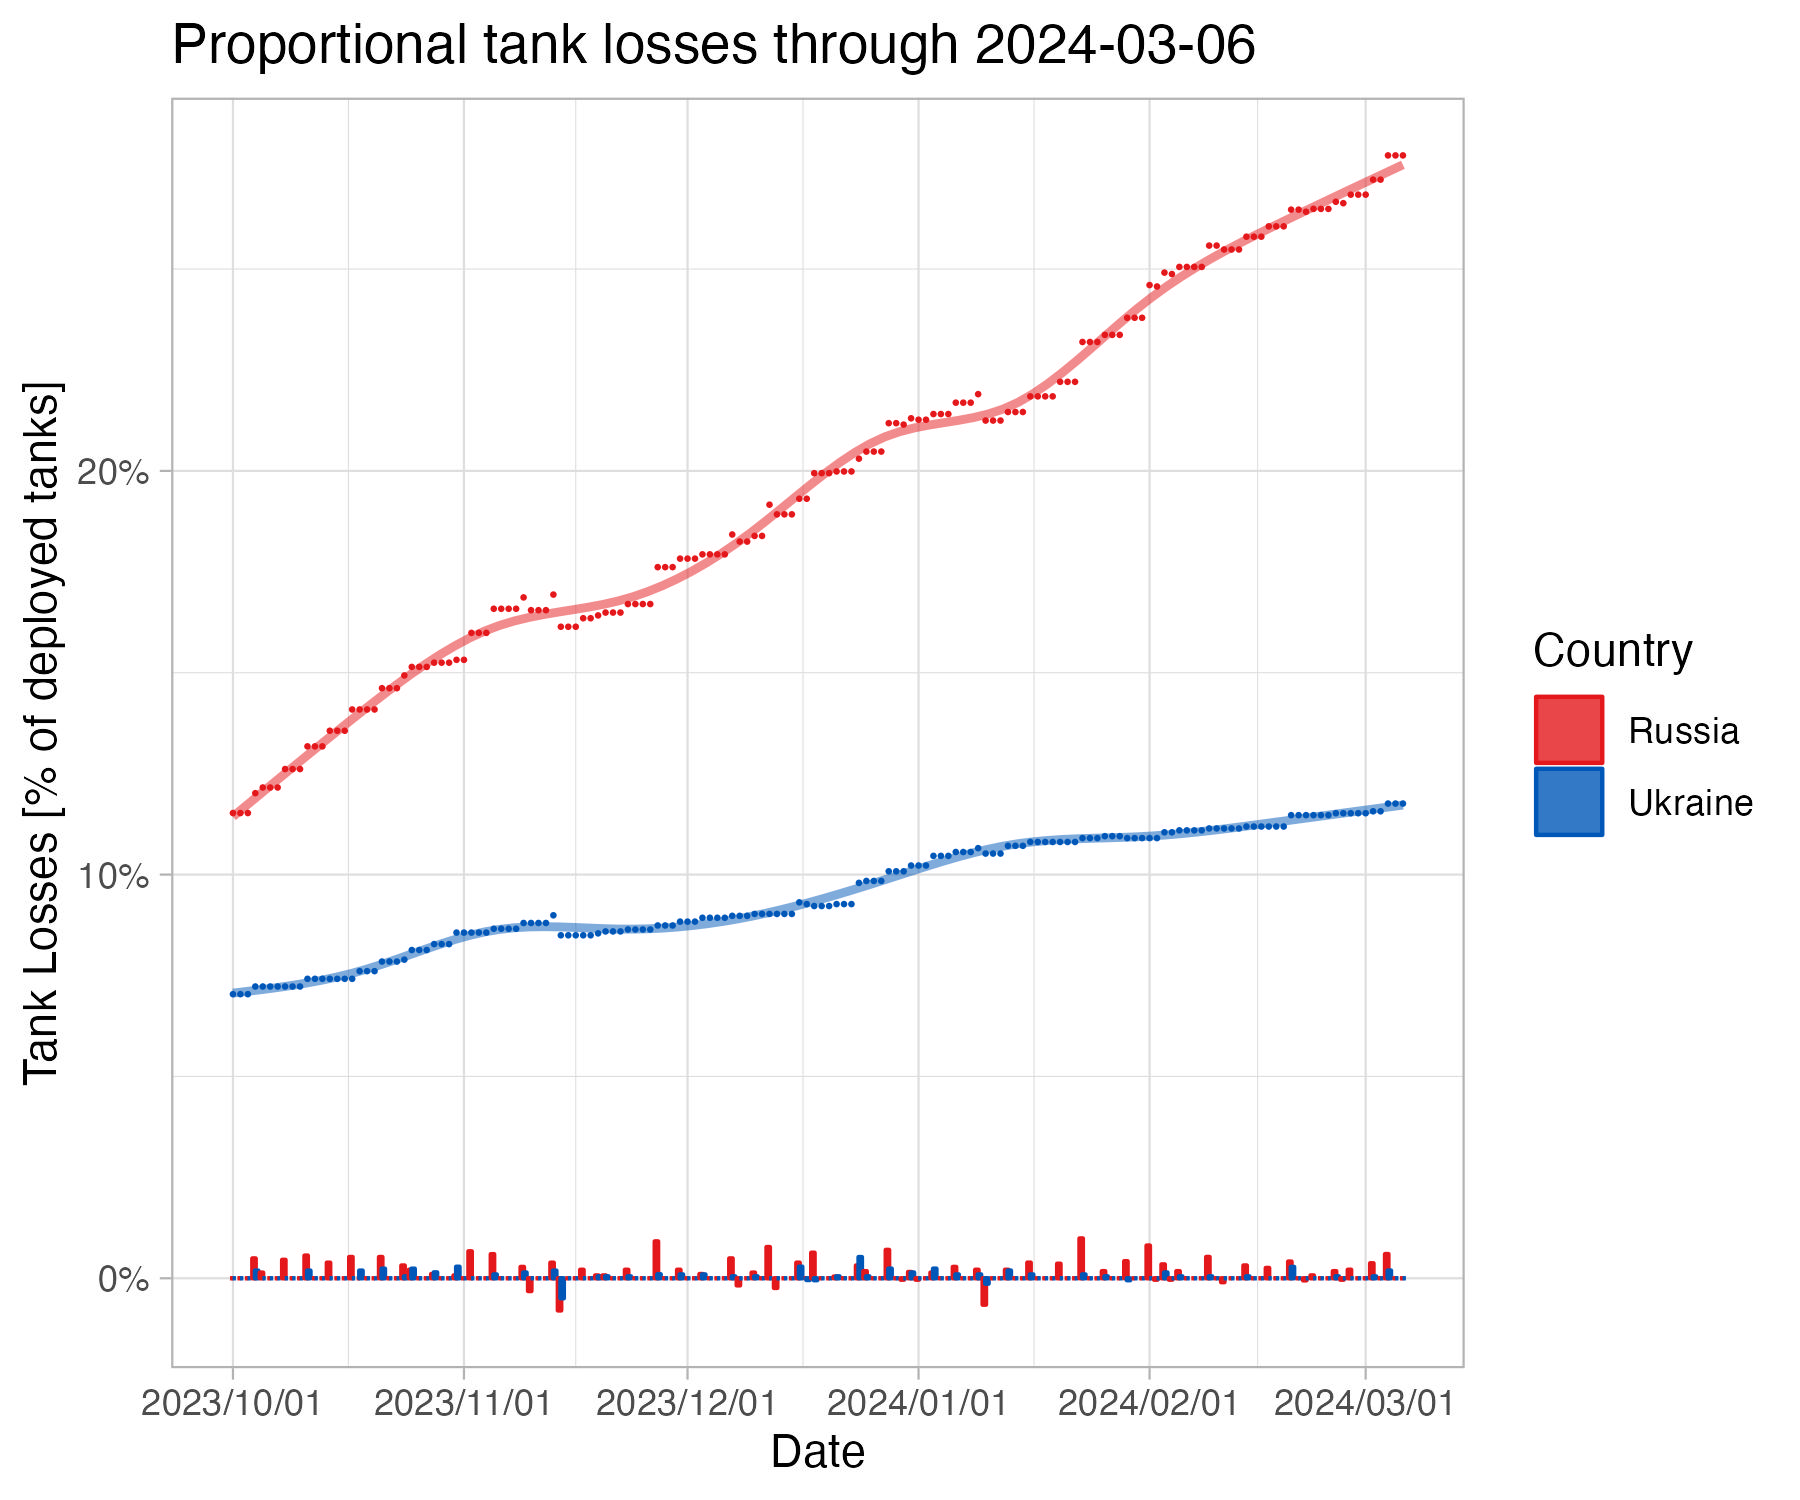 Proportional tank losses through 2024-03-06
Tank Losses [% of deployed tanks]
20%
10%
0%
2023/10/01
2023/11/01
2023/12/01
2024/01/01
2024/02/01
2024/03/01
Date
Country
Russia
Ukraine